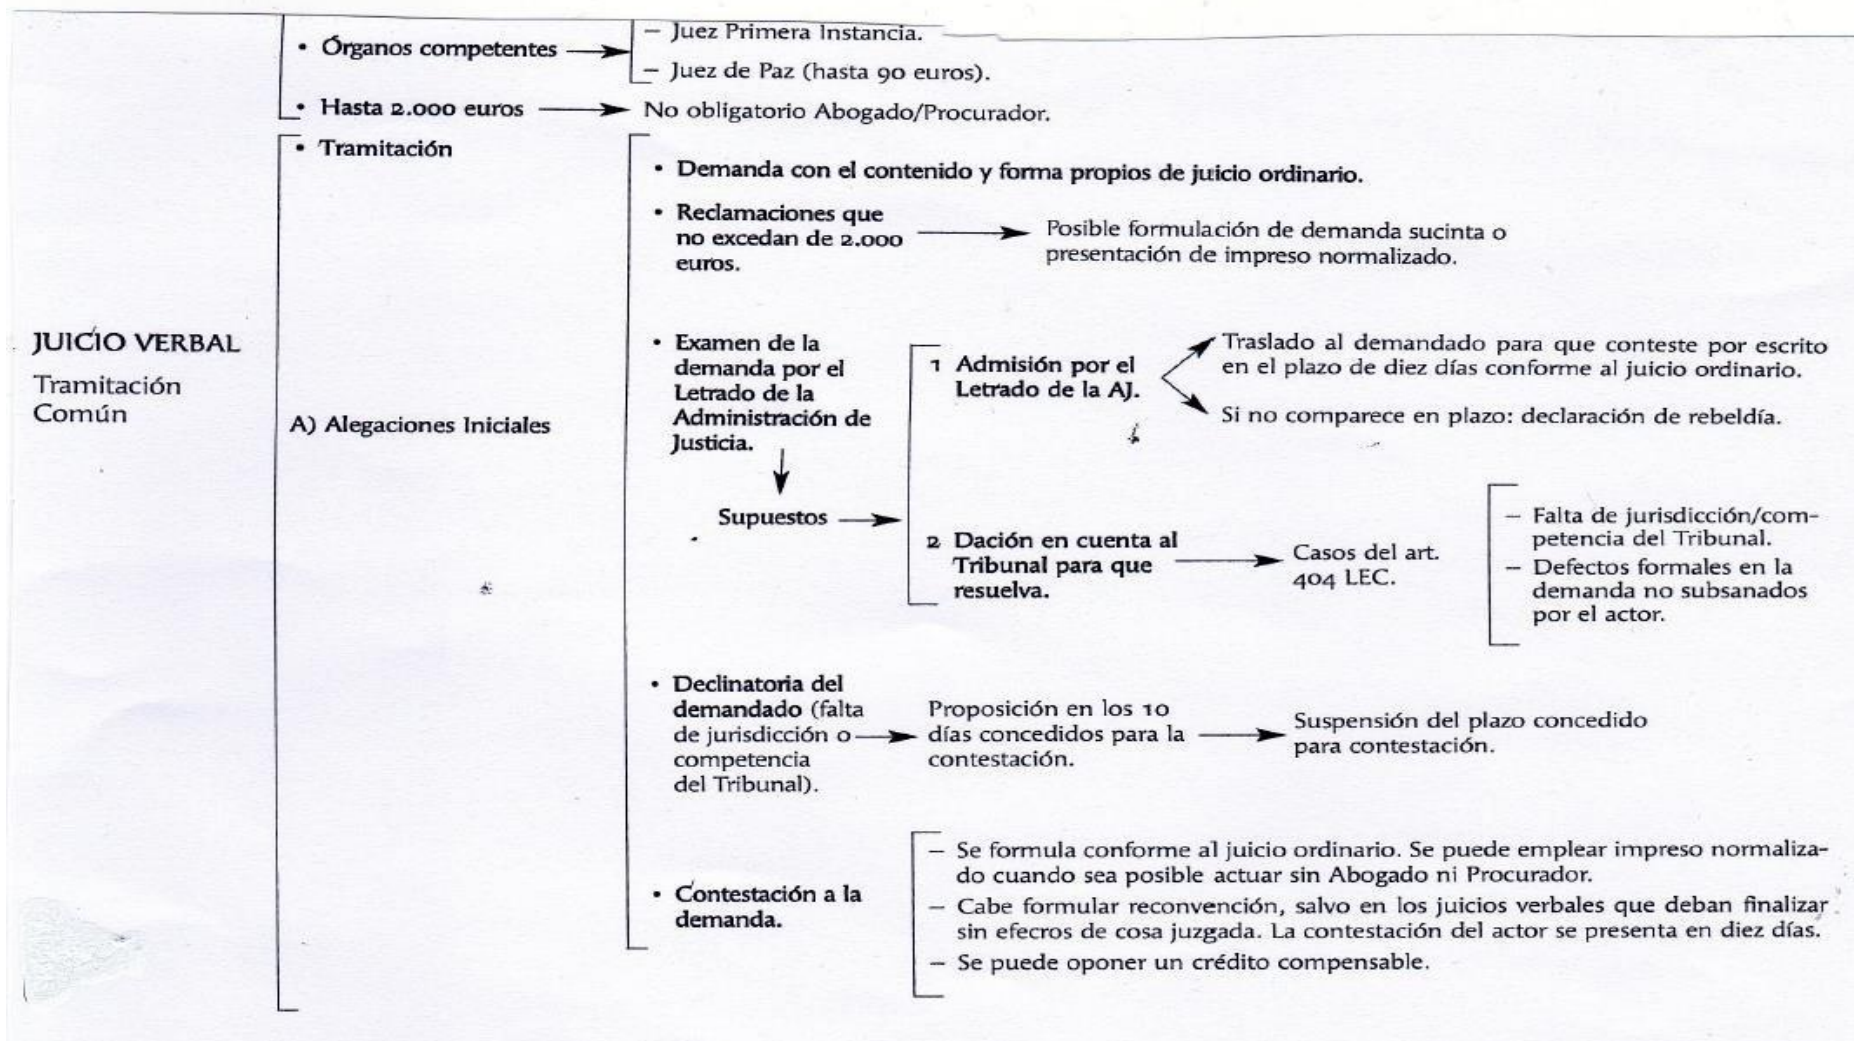 • Órganos competentes
– Juez Primera Instancia.
– Juez de Paz (hasta 90 euros).
• Hasta 2.000 euros
No obligatorio Abogado/Procurador.
JUICIO VERBAL
Tramitación
Común
• Tramitación
A) Alegaciones Iniciales
• Demanda con el contenido y forma propios de juicio ordinario.
• Reclamaciones que
no excedan de 2.000
euros.
Posible formulación de demanda sucinta o
presentación de impreso normalizado.
• Examen de la
demanda por el
Letrado de la
Administración de
Justicia.
Supuestos
1 Admisión por el
Letrado de la AJ.
Traslado al demandado para que conteste por escrito
en el plazo de diez días conforme al juicio ordinario.
Si no comparece en plazo: declaración de rebeldía.
2 Dación en cuenta al
Tribunal para que
resuelva.
Casos del art.
404 LEC.
– Falta de jurisdicción/com-
petencia del Tribunal.
– Defectos formales en la
demanda no subsanados
por el actor.
• Declinatoria del
demandado (falta
de jurisdicción o
competencia
del Tribunal).
Proposición en los 10
días concedidos para la
contestación.
Suspensión del plazo concedido
para contestación.
• Contestación a la
demanda.
– Se formula conforme al juicio ordinario. Se puede emplear impreso normaliza-
do cuando sea posible actuar sin Abogado ni Procurador.
– Cabe formular reconvención, salvo en los juicios verbales que deban finalizar
sin efecros de cosa juzgada. La contestación del actor se presenta en diez días.
– Se puede oponer un crédito compensable.